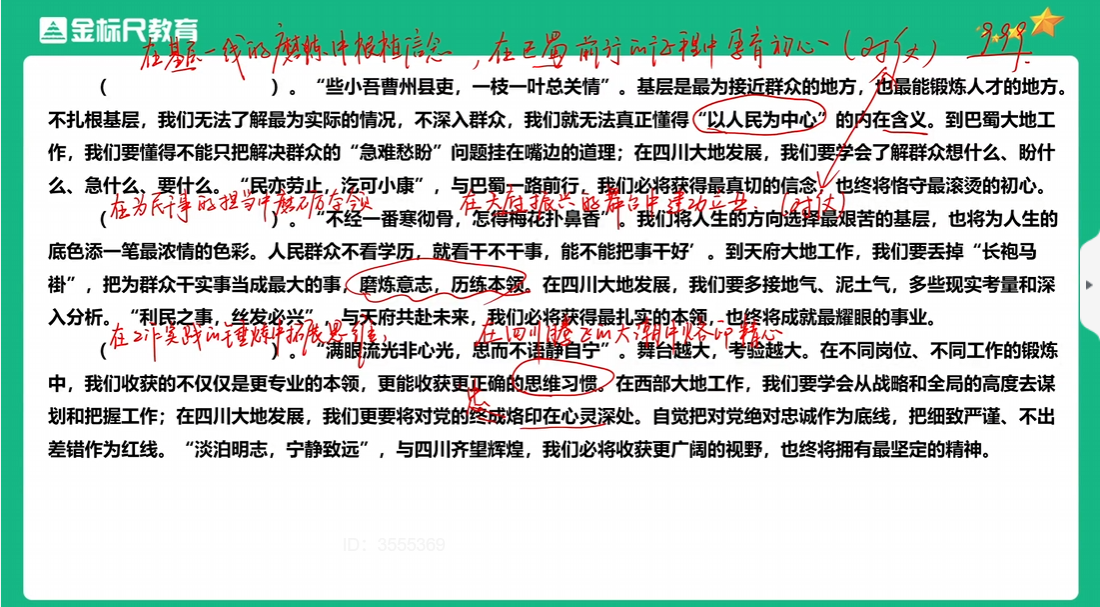 金标尺教育
在基层一线的磨练中根植信念，在巴蜀前行的征程中孕育初心（对仗） 999
（ ）。“些小吾曹州县吏，一枝一叶总关情”。基层是最为接近群众的地方，也最能锻炼人才的地方。
不扎根基层，我们无法了解最为实际的情况，不深入群众，我们就无法真正懂得“以人民为中心”的内在含义。到巴蜀大地工
作，我们要懂得不能只把解决群众的“急难愁盼”问题挂在嘴边的道理；在四川大地发展，我们要学会了解群众想什么、盼什
么、急什么、要什么。“民亦劳止，汔可小康”，与巴蜀一路前行，我们必将获得最真切的信念，也终将恪守最滚烫的初心。
在为民干事的担当中磨砺本领 在天府振兴的舞台中建功立业．（对仗）
（ ）。“不经一番寒彻骨，怎得梅花扑鼻香”。我们将人生的方向选择最艰苦的基层，也将为人生的
底色添一笔最浓情的色彩。人民群众不看学历，就看干不干事，能不能把事干好’。到天府大地工作，我们要丢掉“长袍马
褂”，把为群众干实事当成最大的事，磨炼意志，历练本领。在四川大地发展，我们要多接地气、泥土气，多些现实考量和深
入分析。“利民之事，丝发必兴”，与天府共赴未来，我们必将获得最扎实的本领，也终将成就最耀眼的事业。
在工作实践的锤炼中拓展思维， 在四川腾飞的大潮中烙印精心
（ ）。“满眼流光非心光，思而不语静自宁”。舞台越大，考验越大。在不同岗位、不同工作的锻炼
中，我们收获的不仅仅是更专业的本领，更能收获更正确的思维习惯。在西部大地工作，我们要学会从战略和全局的高度去谋
划和把握工作；在四川大地发展，我们更要将对党的终成烙印在心灵深处。自觉把对党绝对忠诚作为底线，把细致严谨、不出
忠
差错作为红线。“淡泊明志，宁静致远”，与四川齐望辉煌，我们必将收获更广阔的视野，也终将拥有最坚定的精神。
ID：3555369